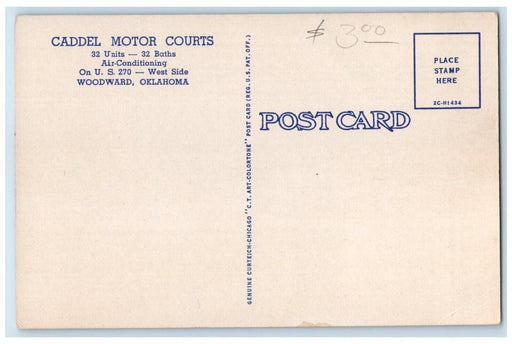 CADDEL MOTOR COURTS
32 Units — 32 Baths
Air-Conditioning
On U. S. 270 — West Side
WOODWARD, OKLAHOMA
GENUINE CURTEICH-CHICAGO "C.T. ART-COLORTONE" POST CARD (REG. U.S. PAT. OFF.)
$ 3.00
POST CARD
PLACE
STAMP
HERE
2C-H1434